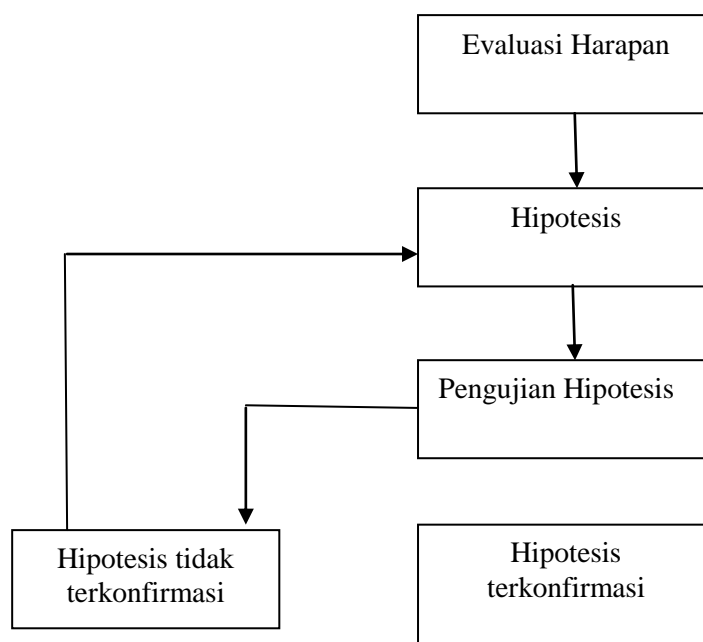 Evaluasi Harapan
Hipotesis
Pengujian Hipotesis
Hipotesis tidak
terkonfirmasi
Hipotesis
terkonfirmasi